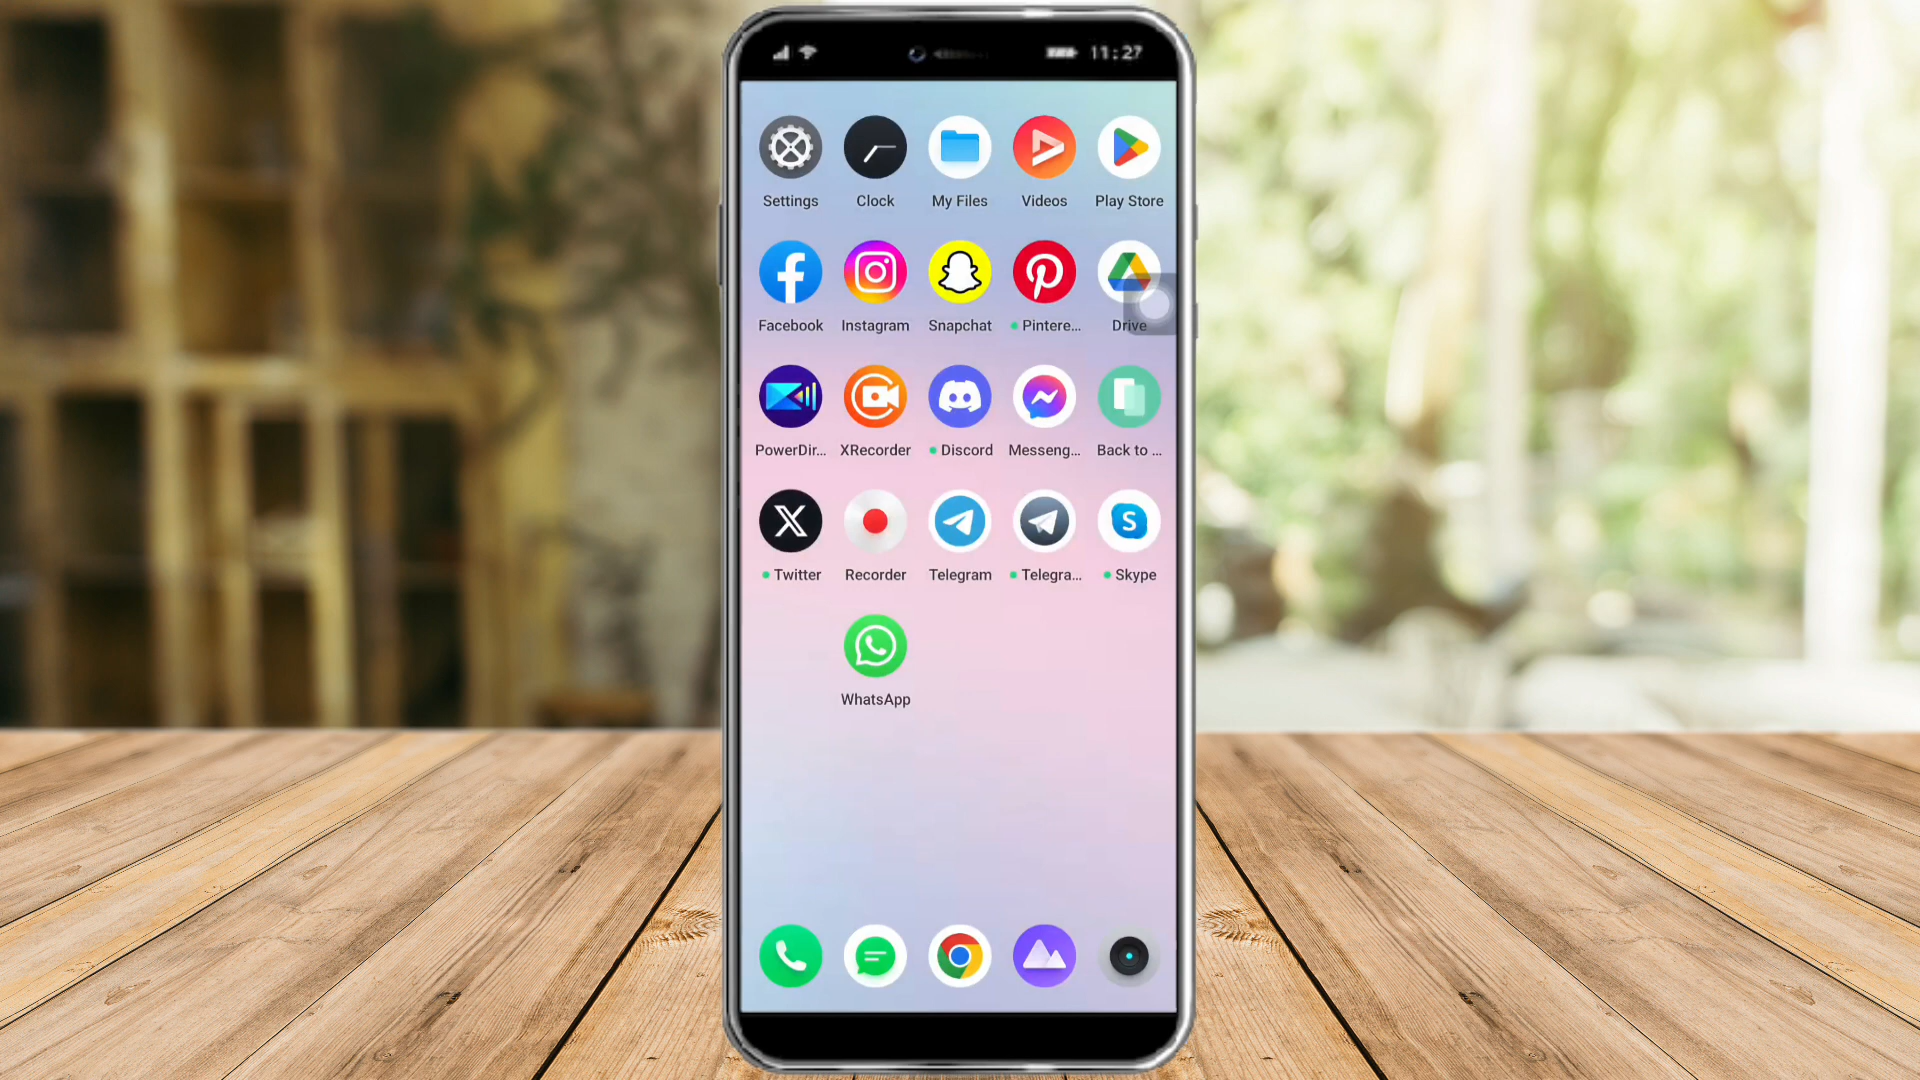 11:27
Settings Clock My Files Videos Play Store
Facebook Instagram Snapchat Pintere... Drive
PowerDir... XRecorder Discord Messeng... Back to ...
Twitter Recorder Telegram Telegra... Skype
WhatsApp